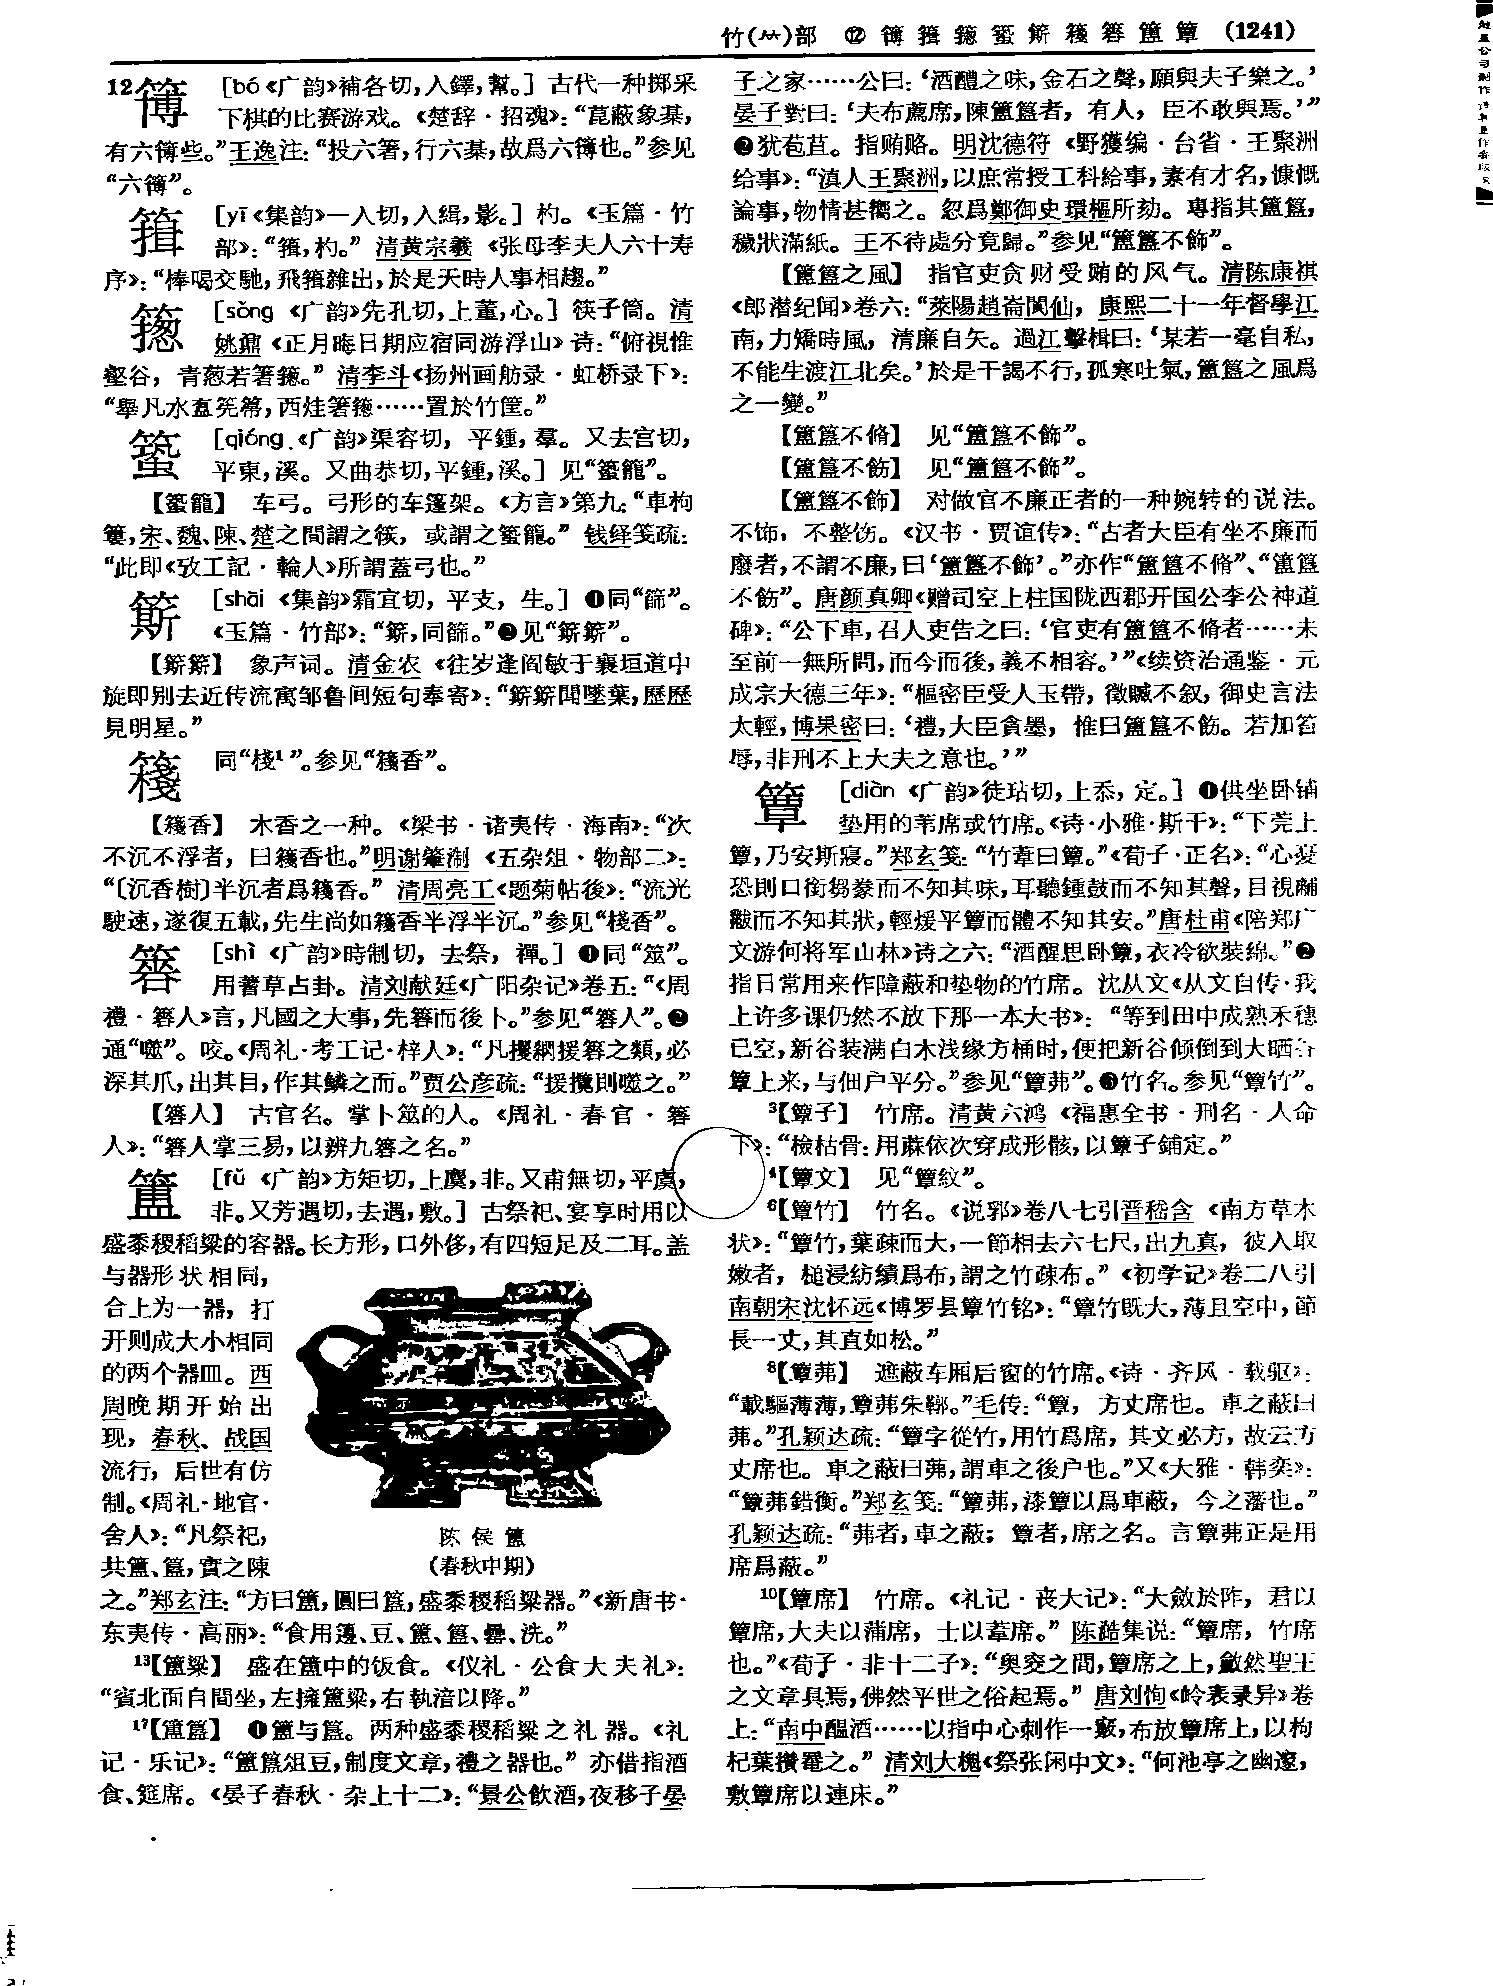 竹(⺮)部 ⑫ 簙 𥳑 𥳪 䇬 簛 䉔 簭 簠 簟 (1241)
12簙 [bó《广韵》補各切,入鐸,幫。] 古代一种掷采
下棋的比赛游戏。《楚辞·招魂》:“菎蔽象棊,
有六簙些。”王逸注:“投六箸,行六棊,故爲六簙也。”参见
“六簙”。
[yī《集韵》一入切,入緝,影。] 杓。《玉篇·竹
部》:“,杓。” 清黄宗羲《张母李夫人六十寿
序》:“棒喝交馳,飛雜出,於是天時人事相趨。”
[sǒng《广韵》先孔切,上董,心。] 筷子筒。清
姚鼐《正月晦日期应宿同游浮山》诗:“俯視惟
壑谷,青葱若箸。” 清李斗《扬州画舫录·虹桥录下》:
“舉凡水盉筅箒,西烓箸……置於竹筐。”
[qióng《广韵》渠容切,平鍾,羣。又去宫切,
平東,溪。又曲恭切,平鍾,溪。] 见“籠”。
【籠】 车弓。弓形的车篷架。《方言》第九:“車枸
簍,宋、魏、陳、楚之間謂之筱,或謂之籠。” 钱绎笺疏:
“此即《攷工記·輪人》所謂蓋弓也。”
簛 [shāi《集韵》霜宜切,平支,生。] ❶同“篩”。
《玉篇·竹部》:“簛,同篩。”❷见“簛簛”。
【簛簛】 象声词。清金农《往岁逢阎敏于襄垣道中
旋即别去近传流寓邹鲁间短句奉寄》:“簛簛聞墜葉,歷歷
見明星。”
同“棧¹”。参见“香”。
【香】 木香之一种。《梁书·诸夷传·海南》:“次
不沉不浮者,曰香也。”明谢肇淛《五杂俎·物部二》:
“〔沉香樹〕半沉者爲香。” 清周亮工《题菊帖後》:“流光
駛速,遂復五載,先生尚如香半浮半沉。”参见“棧香”。
簭 [shì《广韵》時制切,去祭,禪。] ❶同“筮”。
用蓍草占卦。清刘献廷《广阳杂记》卷五:“《周
禮·簭人》言,凡國之大事,先簭而後卜。”参见“簭人”。❷
通“噬”。咬。《周礼·考工记·梓人》:“凡攫網援簭之類,必
深其爪,出其目,作其鱗之而。”贾公彦疏:“援攬則噬之。”
【簭人】 古官名。掌卜筮的人。《周礼·春官·簭
人》:“簭人掌三易,以辨九簭之名。”
簠 [fǔ《广韵》方矩切,上麌,非。又甫無切,平虞,
非。又芳遇切,去遇,敷。] 古祭祀、宴享时用以
盛黍稷稻粱的容器。长方形,口外侈,有四短足及二耳。盖
与器形状相同,
合上为一器,打
开则成大小相同
的两个器皿。西
周晚期开始出
现,春秋、战国
流行,后世有仿
制。《周礼·地官·
舍人》:“凡祭祀,
共簠、簋,實之陳
陈侯簠
(春秋中期)
之。”郑玄注:“方曰簠,圓曰簋,盛黍稷稻粱器。”《新唐书·
东夷传·高丽》:“食用籩、豆、簠、簋、罍、洗。”
¹³【簠粱】 盛在簠中的饭食。《仪礼·公食大夫礼》:
“賓北面自間坐,左擁簠粱,右執湆以降。”
¹⁷【簠簋】 ❶簠与簋。两种盛黍稷稻粱之礼器。《礼
记·乐记》:“簠簋俎豆,制度文章,禮之器也。” 亦借指酒
食、筵席。《晏子春秋·杂上十二》:“景公飲酒,夜移子晏
子之家……公曰:‘酒醴之味,金石之聲,願與夫子樂之。’
晏子對曰:‘夫布薦席,陳簠簋者,有人,臣不敢與焉。’”
❷犹苞苴。指贿赂。明沈德符《野獲编·台省·王聚洲
给事》:“滇人王聚洲,以庶常授工科給事,素有才名,慷慨
論事,物情甚嚮之。忽爲鄭御史環樞所劾。專指其簠簋,
穢狀滿紙。王不待處分竟歸。”参见“簠簋不飾”。
【簠簋之風】 指官吏贪财受贿的风气。清陈康祺
《郎潜纪闻》卷六:“萊陽趙崙閬仙,康熙二十一年督學江
南,力矯時風,清廉自矢。過江擊楫曰:‘某若一毫自私,
不能生渡江北矣。’於是干謁不行,孤寒吐氣,簠簋之風爲
之一變。”
【簠簋不脩】 见“簠簋不飾”。
【簠簋不飭】 见“簠簋不飾”。
【簠簋不飾】 对做官不廉正者的一种婉转的说法。
不饰,不整饬。《汉书·贾谊传》:“古者大臣有坐不廉而
廢者,不謂不廉,曰‘簠簋不飾’。”亦作“簠簋不脩”、“簠簋
不飭”。唐颜真卿《赠司空上柱国陇西郡开国公李公神道
碑》:“公下車,召人吏告之曰:‘官吏有簠簋不脩者……未
至前一無所問,而今而後,義不相容。’”《续资治通鉴·元
成宗大德三年》:“樞密臣受人玉帶,徵贓不叙,御史言法
太輕,博果密曰:‘禮,大臣貪墨,惟曰簠簋不飭。若加笞
辱,非刑不上大夫之意也。’”
簟 [diàn《广韵》徒玷切,上忝,定。] ❶供坐卧铺
垫用的苇席或竹席。《诗·小雅·斯干》:“下莞上
簟,乃安斯寢。”郑玄笺:“竹葦曰簟。”《荀子·正名》:“心憂
恐則口銜芻豢而不知其味,耳聽鍾鼓而不知其聲,目視黼
黻而不知其狀,輕煖平簟而體不知其安。”唐杜甫《陪郑广
文游何将军山林》诗之六:“酒醒思卧簟,衣冷欲裝綿。”❷
指日常用来作障蔽和垫物的竹席。沈从文《从文自传·我
上许多课仍然不放下那一本大书》:“等到田中成熟禾穗
已空,新谷装满白木浅缘方桶时,便把新谷倾倒到大晒谷
簟上来,与佃户平分。”参见“簟茀”。❸竹名。参见“簟竹”。
³【簟子】 竹席。清黄六鸿《福惠全书·刑名·人命
下》:“檢枯骨:用蔴依次穿成形骸,以簟子鋪定。”
⁴【簟文】 见“簟紋”。
⁶【簟竹】 竹名。《说郛》卷八七引晋嵇含《南方草木
状》:“簟竹,葉疎而大,一節相去六七尺,出九真,彼人取
嫩者,槌浸紡績爲布,謂之竹疎布。”《初学记》卷二八引
南朝宋沈怀远《博罗县簟竹铭》:“簟竹既大,薄且空中,節
長一丈,其直如松。”
⁸【簟茀】 遮蔽车厢后窗的竹席。《诗·齐风·载驱》:
“載驅薄薄,簟茀朱鞹。”毛传:“簟,方丈席也。車之蔽曰
茀。”孔颖达疏:“簟字從竹,用竹爲席,其文必方,故云方
丈席也。車之蔽曰茀,謂車之後户也。”又《大雅·韩奕》:
“簟茀錯衡。”郑玄笺:“簟茀,漆簟以爲車蔽,今之藩也。”
孔颖达疏:“茀者,車之蔽;簟者,席之名。言簟茀正是用
席爲蔽。”
¹⁰【簟席】 竹席。《礼记·丧大记》:“大斂於阼,君以
簟席,大夫以蒲席,士以葦席。” 陈澔集说:“簟席,竹席
也。”《荀子·非十二子》:“奥窔之間,簟席之上,斂然聖王
之文章具焉,佛然平世之俗起焉。” 唐刘恂《岭表录异》卷
上:“南中醖酒……以指中心刺作一竅,布放簟席上,以枸
杞葉攢罨之。” 清刘大櫆《祭张闲中文》:“何池亭之幽邃,
敷簟席以連床。”